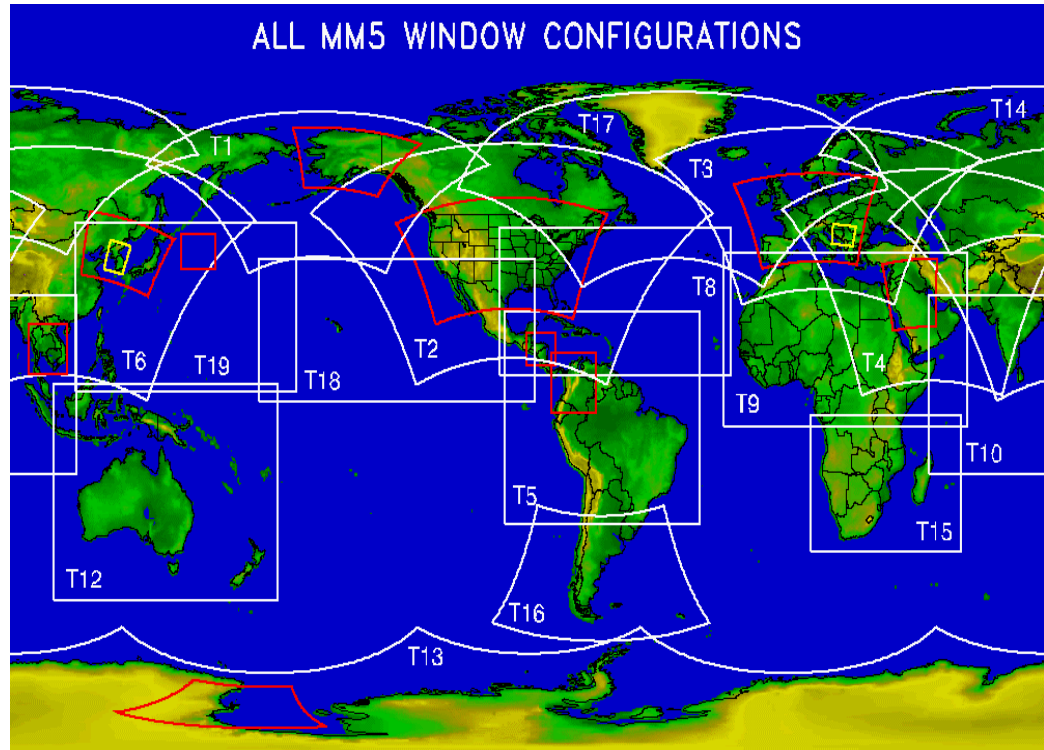 ALL MM5 WINDOW CONFIGURATIONS
T14
T17
T1
T3
T8
T6
T19
T2
T18
T4
T9
T10
T5
T15
T12
T16
T13